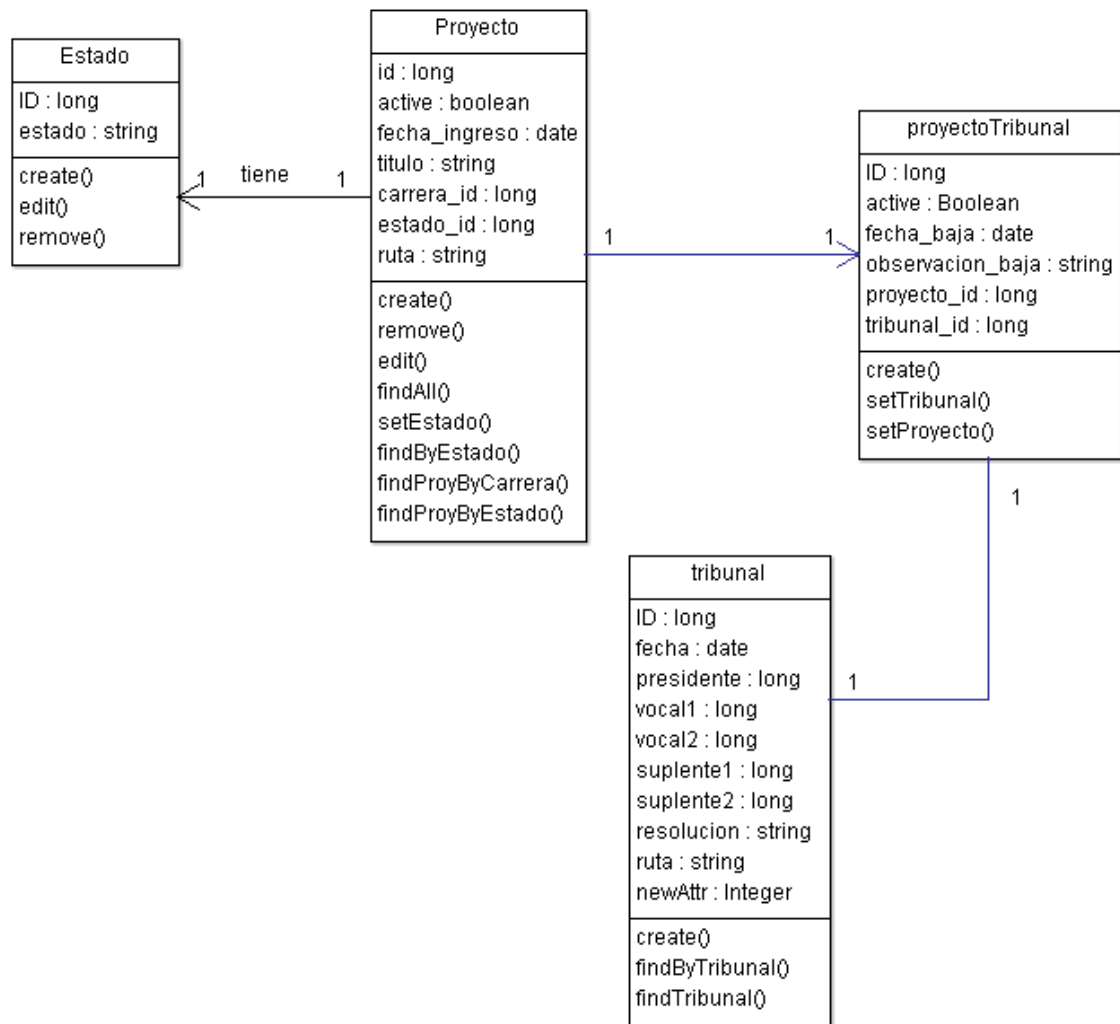 Estado
ID : long
estado : string
create()
edit()
remove()
1
tiene
1
Proyecto
id : long
active : boolean
fecha_ingreso : date
titulo : string
carrera_id : long
estado_id : long
ruta : string
create()
remove()
edit()
findAll()
setEstado()
findByEstado()
findProyByCarrera()
findProyByEstado()
1
1
proyectoTribunal
ID : long
active : Boolean
fecha_baja : date
observacion_baja : string
proyecto_id : long
tribunal_id : long
create()
setTribunal()
setProyecto()
1
1
tribunal
ID : long
fecha : date
presidente : long
vocal1 : long
vocal2 : long
suplente1 : long
suplente2 : long
resolucion : string
ruta : string
newAttr : Integer
create()
findByTribunal()
findTribunal()